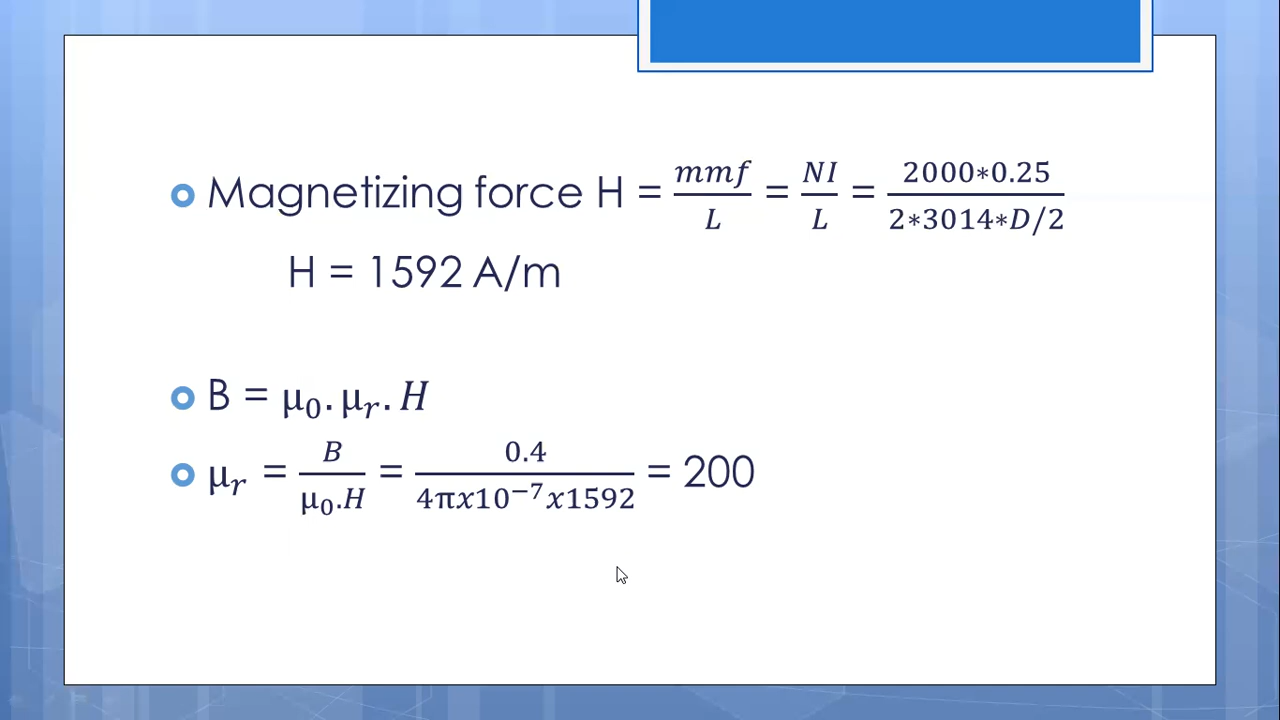 Magnetizing force H = mmf/L = NI/L = 2000*0.25/2*3014*D/2
H = 1592 A/m
B = μ₀.μᵣ.H
μᵣ = B/μ₀.H = 0.4/4πx10⁻⁷x1592 = 200